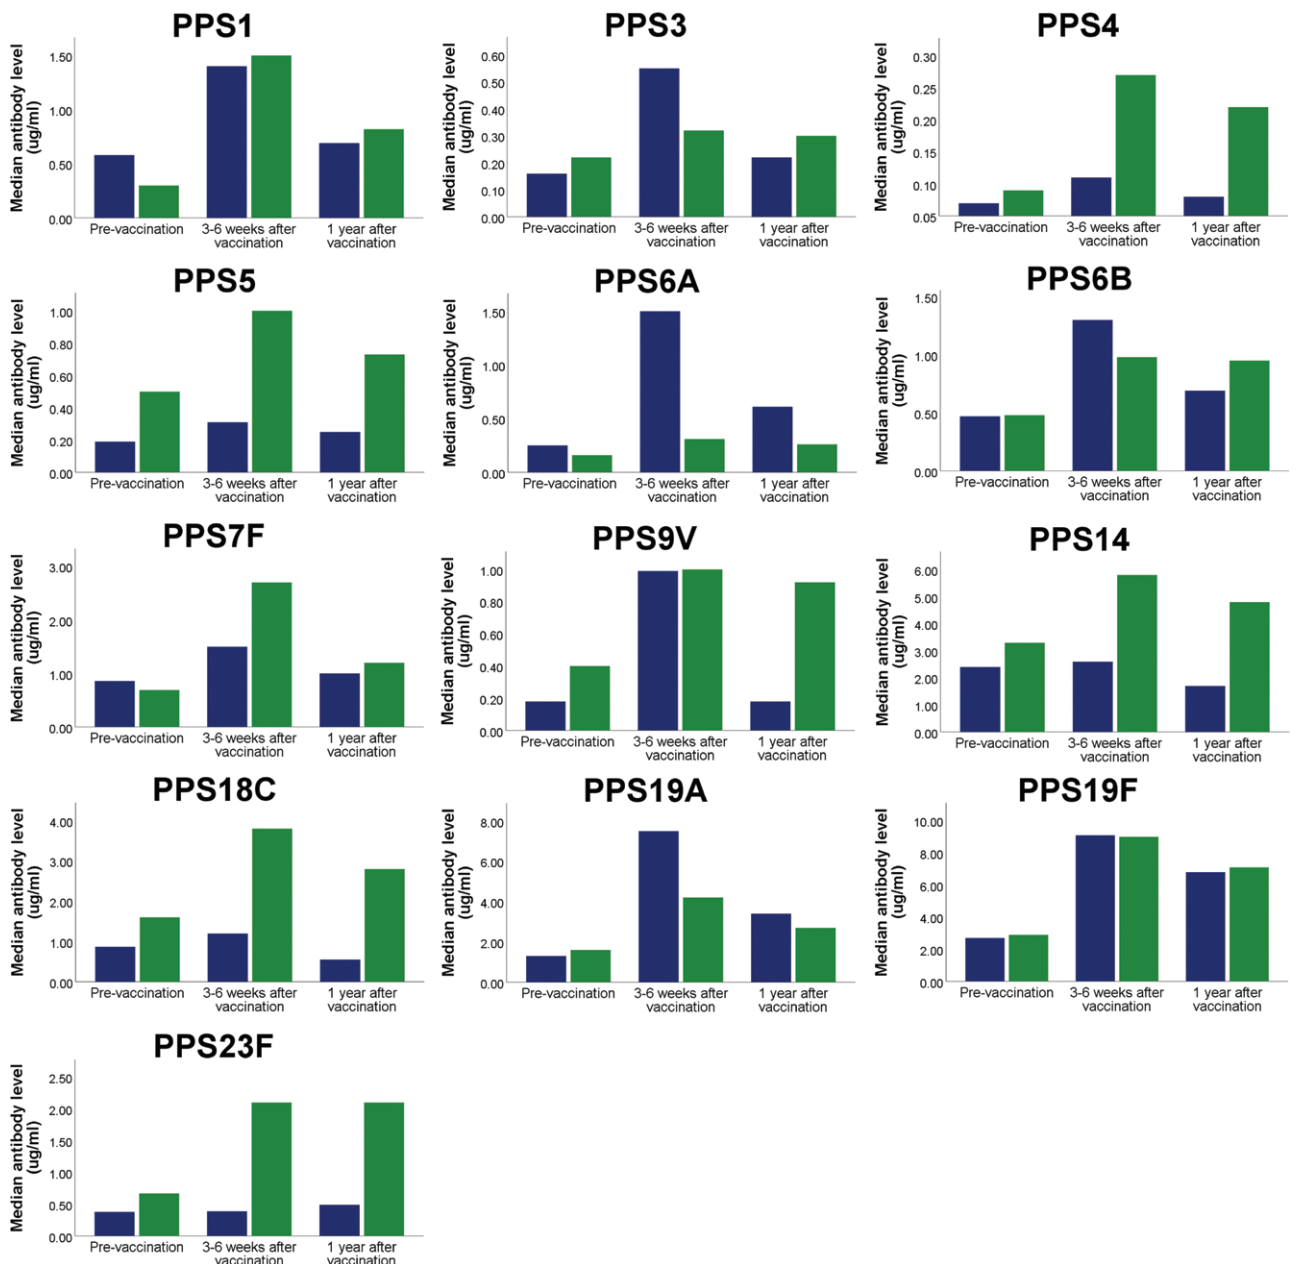 PPS1
Median antibody level
(ug/ml)
1.50
1.00
0.50
0.00
Pre-vaccination
3-6 weeks after
vaccination
1 year after
vaccination
PPS3
Median antibody level
(ug/ml)
0.60
0.50
0.40
0.30
0.20
0.10
0.00
Pre-vaccination
3-6 weeks after
vaccination
1 year after
vaccination
PPS4
Median antibody level
(ug/ml)
0.30
0.25
0.20
0.15
0.10
0.05
Pre-vaccination
3-6 weeks after
vaccination
1 year after
vaccination
PPS5
Median antibody level
(ug/ml)
1.00
0.80
0.60
0.40
0.20
0.00
Pre-vaccination
3-6 weeks after
vaccination
1 year after
vaccination
PPS6A
Median antibody level
(ug/ml)
1.50
1.00
0.50
0.00
Pre-vaccination
3-6 weeks after
vaccination
1 year after
vaccination
PPS6B
Median antibody level
(ug/ml)
1.50
1.00
0.50
0.00
Pre-vaccination
3-6 weeks after
vaccination
1 year after
vaccination
PPS7F
Median antibody level
(ug/ml)
3.00
2.00
1.00
0.00
Pre-vaccination
3-6 weeks after
vaccination
1 year after
vaccination
PPS9V
Median antibody level
(ug/ml)
1.00
0.80
0.60
0.40
0.20
0.00
Pre-vaccination
3-6 weeks after
vaccination
1 year after
vaccination
PPS14
Median antibody level
(ug/ml)
6.00
5.00
4.00
3.00
2.00
1.00
0.00
Pre-vaccination
3-6 weeks after
vaccination
1 year after
vaccination
PPS18C
Median antibody level
(ug/ml)
4.00
3.00
2.00
1.00
0.00
Pre-vaccination
3-6 weeks after
vaccination
1 year after
vaccination
PPS19A
Median antibody level
(ug/ml)
8.00
6.00
4.00
2.00
0.00
Pre-vaccination
3-6 weeks after
vaccination
1 year after
vaccination
PPS19F
Median antibody level
(ug/ml)
10.00
8.00
6.00
4.00
2.00
0.00
Pre-vaccination
3-6 weeks after
vaccination
1 year after
vaccination
PPS23F
Median antibody level
(ug/ml)
2.50
2.00
1.50
1.00
0.50
0.00
Pre-vaccination
3-6 weeks after
vaccination
1 year after
vaccination